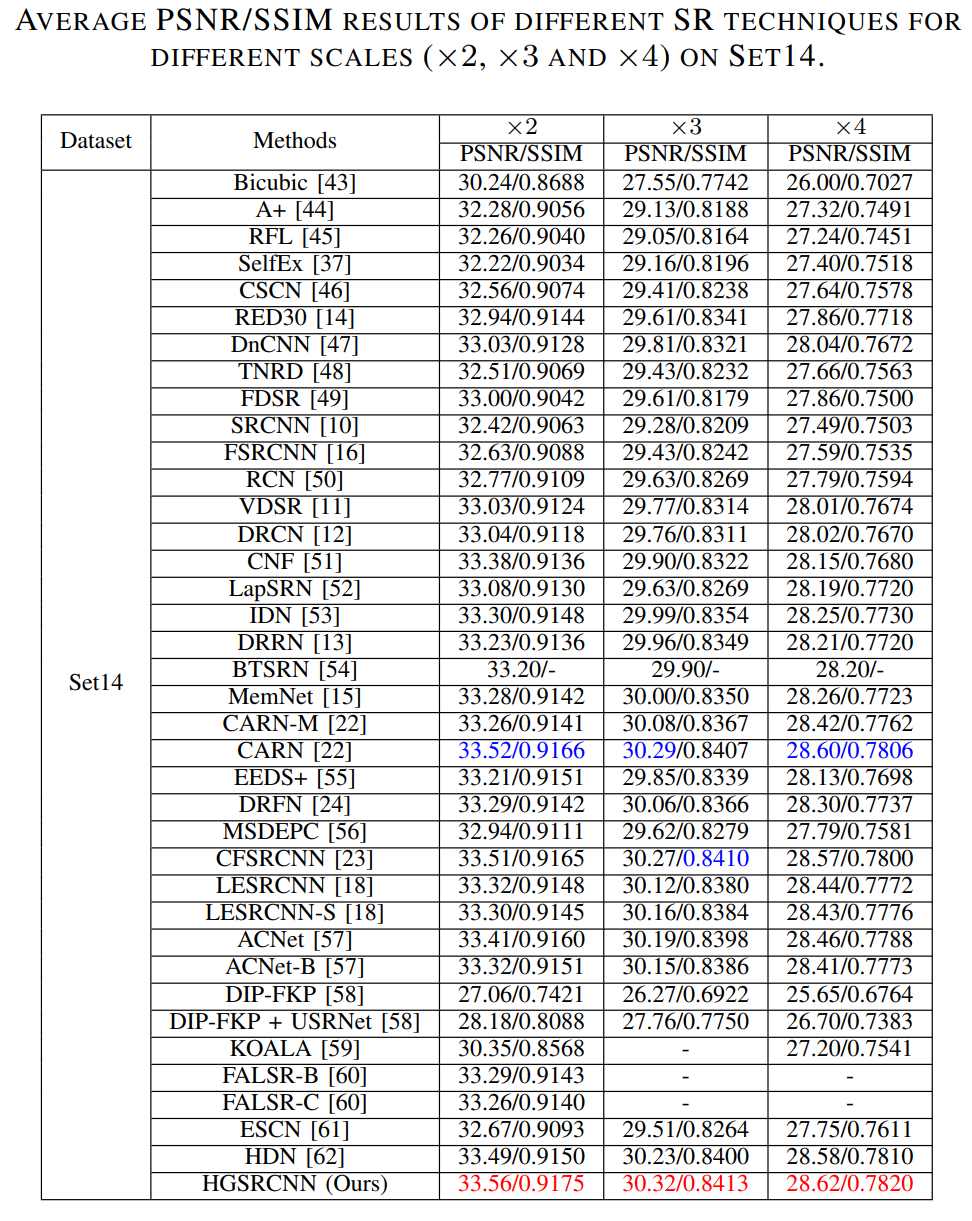 AVERAGE PSNR/SSIM RESULTS OF DIFFERENT SR TECHNIQUES FOR
DIFFERENT SCALES (×2, ×3 AND ×4) ON SET14.
Dataset Methods ×2 ×3 ×4
PSNR/SSIM PSNR/SSIM PSNR/SSIM
Bicubic [43] 30.24/0.8688 27.55/0.7742 26.00/0.7027
A+ [44] 32.28/0.9056 29.13/0.8188 27.32/0.7491
RFL [45] 32.26/0.9040 29.05/0.8164 27.24/0.7451
SelfEx [37] 32.22/0.9034 29.16/0.8196 27.40/0.7518
CSCN [46] 32.56/0.9074 29.41/0.8238 27.64/0.7578
RED30 [14] 32.94/0.9144 29.61/0.8341 27.86/0.7718
DnCNN [47] 33.03/0.9128 29.81/0.8321 28.04/0.7672
TNRD [48] 32.51/0.9069 29.43/0.8232 27.66/0.7563
FDSR [49] 33.00/0.9042 29.61/0.8179 27.86/0.7500
SRCNN [10] 32.42/0.9063 29.28/0.8209 27.49/0.7503
FSRCNN [16] 32.63/0.9088 29.43/0.8242 27.59/0.7535
RCN [50] 32.77/0.9109 29.63/0.8269 27.79/0.7594
VDSR [11] 33.03/0.9124 29.77/0.8314 28.01/0.7674
DRCN [12] 33.04/0.9118 29.76/0.8311 28.02/0.7670
CNF [51] 33.38/0.9136 29.90/0.8322 28.15/0.7680
LapSRN [52] 33.08/0.9130 29.63/0.8269 28.19/0.7720
IDN [53] 33.30/0.9148 29.99/0.8354 28.25/0.7730
DRRN [13] 33.23/0.9136 29.96/0.8349 28.21/0.7720
Set14 BTSRN [54] 33.20/- 29.90/- 28.20/-
MemNet [15] 33.28/0.9142 30.00/0.8350 28.26/0.7723
CARN-M [22] 33.26/0.9141 30.08/0.8367 28.42/0.7762
CARN [22] 33.52/0.9166 30.29/0.8407 28.60/0.7806
EEDS+ [55] 33.21/0.9151 29.85/0.8339 28.13/0.7698
DRFN [24] 33.29/0.9142 30.06/0.8366 28.30/0.7737
MSDEPC [56] 32.94/0.9111 29.62/0.8279 27.79/0.7581
CFSRCNN [23] 33.51/0.9165 30.27/0.8410 28.57/0.7800
LESRCNN [18] 33.32/0.9148 30.12/0.8380 28.44/0.7772
LESRCNN-S [18] 33.30/0.9145 30.16/0.8384 28.43/0.7776
ACNet [57] 33.41/0.9160 30.19/0.8398 28.46/0.7788
ACNet-B [57] 33.32/0.9151 30.15/0.8386 28.41/0.7773
DIP-FKP [58] 27.06/0.7421 26.27/0.6922 25.65/0.6764
DIP-FKP + USRNet [58] 28.18/0.8088 27.76/0.7750 26.70/0.7383
KOALA [59] 30.35/0.8568 - 27.20/0.7541
FALSR-B [60] 33.29/0.9143 - -
FALSR-C [60] 33.26/0.9140 - -
ESCN [61] 32.67/0.9093 29.51/0.8264 27.75/0.7611
HDN [62] 33.49/0.9150 30.23/0.8400 28.58/0.7810
HGSRCNN (Ours) 33.56/0.9175 30.32/0.8413 28.62/0.7820